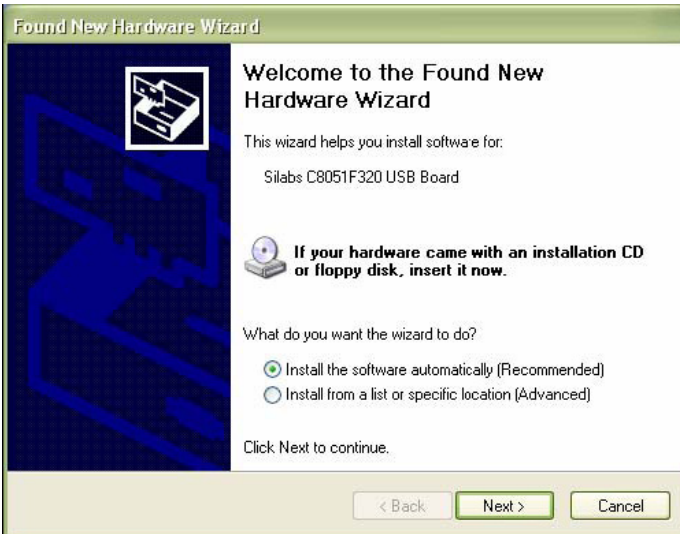 Found New Hardware Wizard
Welcome to the Found New
Hardware Wizard
This wizard helps you install software for:
Silabs C8051F320 USB Board
If your hardware came with an installation CD
or floppy disk, insert it now.
What do you want the wizard to do?
Install the software automatically (Recommended)
Install from a list or specific location (Advanced)
Click Next to continue.
< Back Next > Cancel